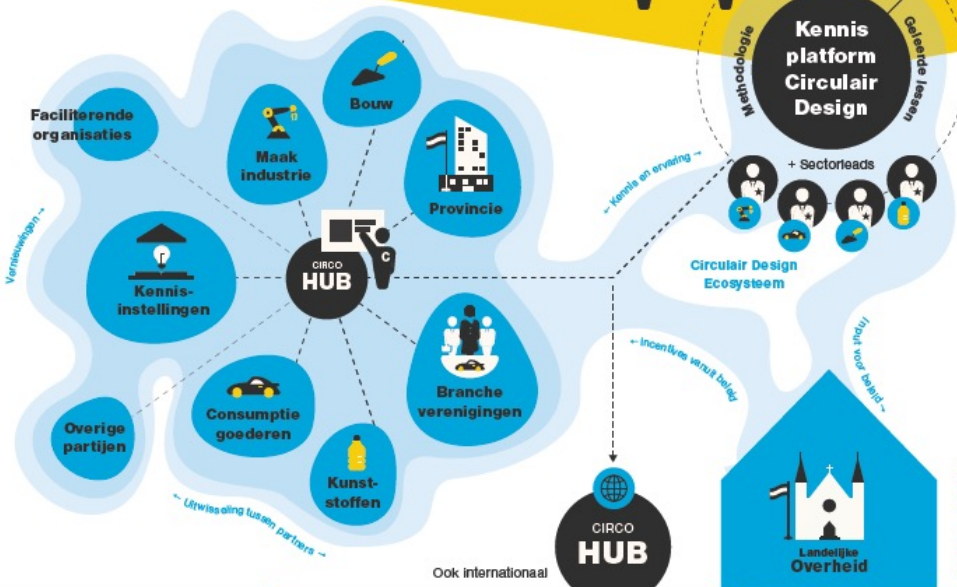 Kennis
platform
Circulair
Design
Methodologie
Geleerde lessen
+ Sectorleads
Circulair Design
Ecosysteem
← Kennis en ervaring →
Bouw
Faciliterende
organisaties
Maak
industrie
Provincie
Vernieuwingen →
Kennis-
instellingen
CIRCO
HUB
C
Branche
verenigingen
Consumptie
goederen
Overige
partijen
Kunst-
stoffen
← Uitwisseling tussen partners →
← Incentives vanuit beleid
Input voor beleid →
CIRCO
HUB
Ook internationaal
Landelijke
Overheid